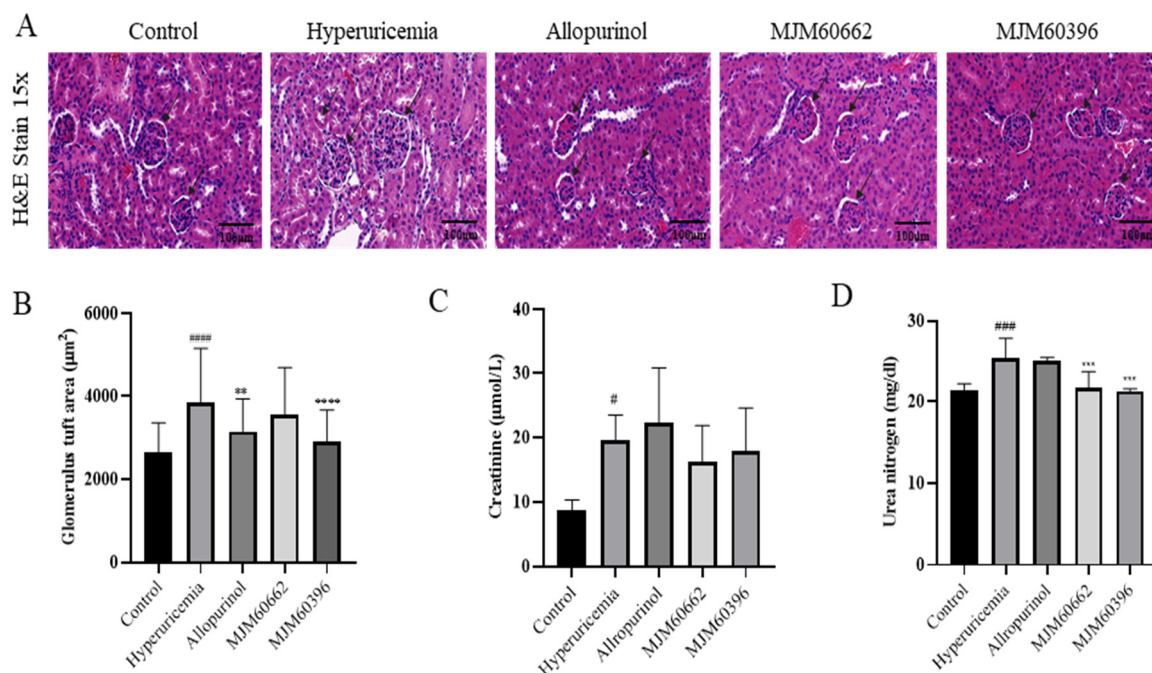 A
Control
Hyperuricemia
Allopurinol
MJM60662
MJM60396
H&E Stain 15x
100μm
100μm
100μm
100μm
100μm
B
Glomerulus tuft area (μm²)
6000
4000
2000
0
####
**
****
Control
Hyperuricemia
Allopurinol
MJM60662
MJM60396
C
Creatinine (μmol/L)
40
30
20
10
0
#
Control
Hyperuricemia
Allropurinol
MJM60662
MJM60396
D
Urea nitrogen (mg/dl)
30
20
10
0
###
***
***
Control
Hyperuricemia
Allropurinol
MJM60662
MJM60396